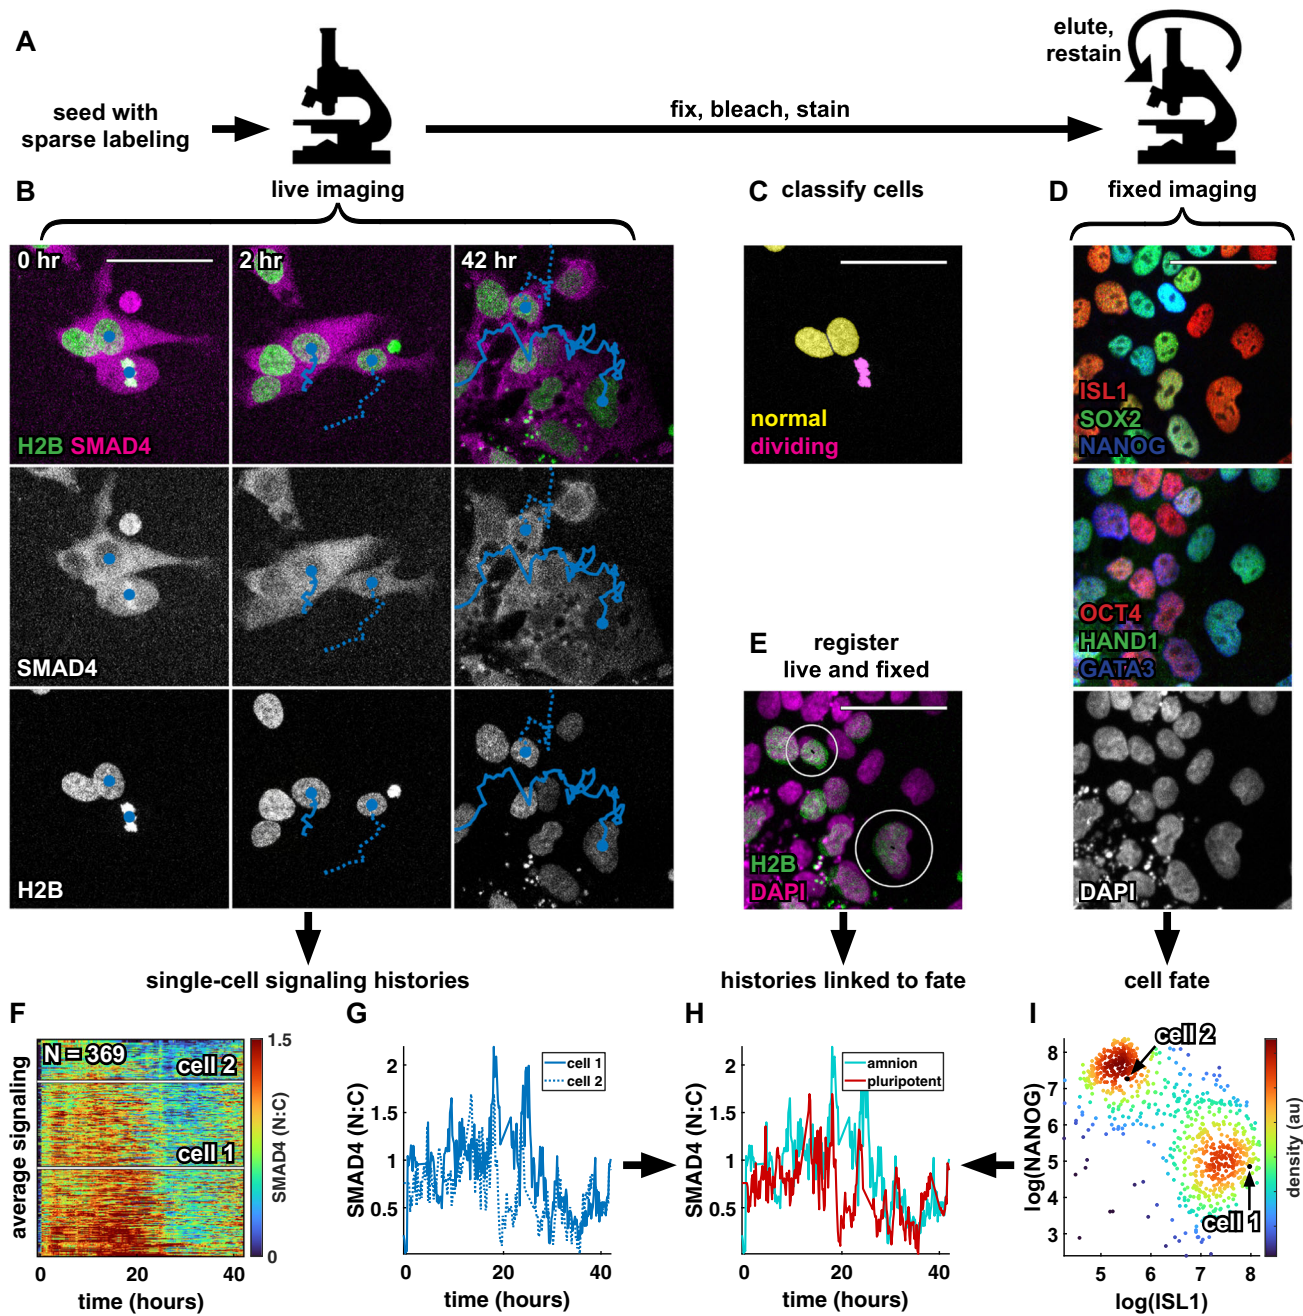 A
seed with
sparse labeling
fix, bleach, stain
elute,
restain
B
live imaging
0 hr
2 hr
42 hr
H2B SMAD4
SMAD4
H2B
C classify cells
normal
dividing
D fixed imaging
ISL1
SOX2
NANOG
OCT4
HAND1
GATA3
DAPI
E register
live and fixed
H2B
DAPI
single-cell signaling histories
histories linked to fate
cell fate
F
average signaling
N = 369
cell 2
cell 1
1.5
SMAD4 (N:C)
0
0 20 40
time (hours)
G
SMAD4 (N:C)
2
1.5
1
0.5
cell 1
cell 2
0 20 40
time (hours)
H
SMAD4 (N:C)
2
1.5
1
0.5
amnion
pluripotent
0 20 40
time (hours)
I
log(NANOG)
8
7
6
5
4
3
cell 2
cell 1
5 6 7 8
log(ISL1)
density (au)